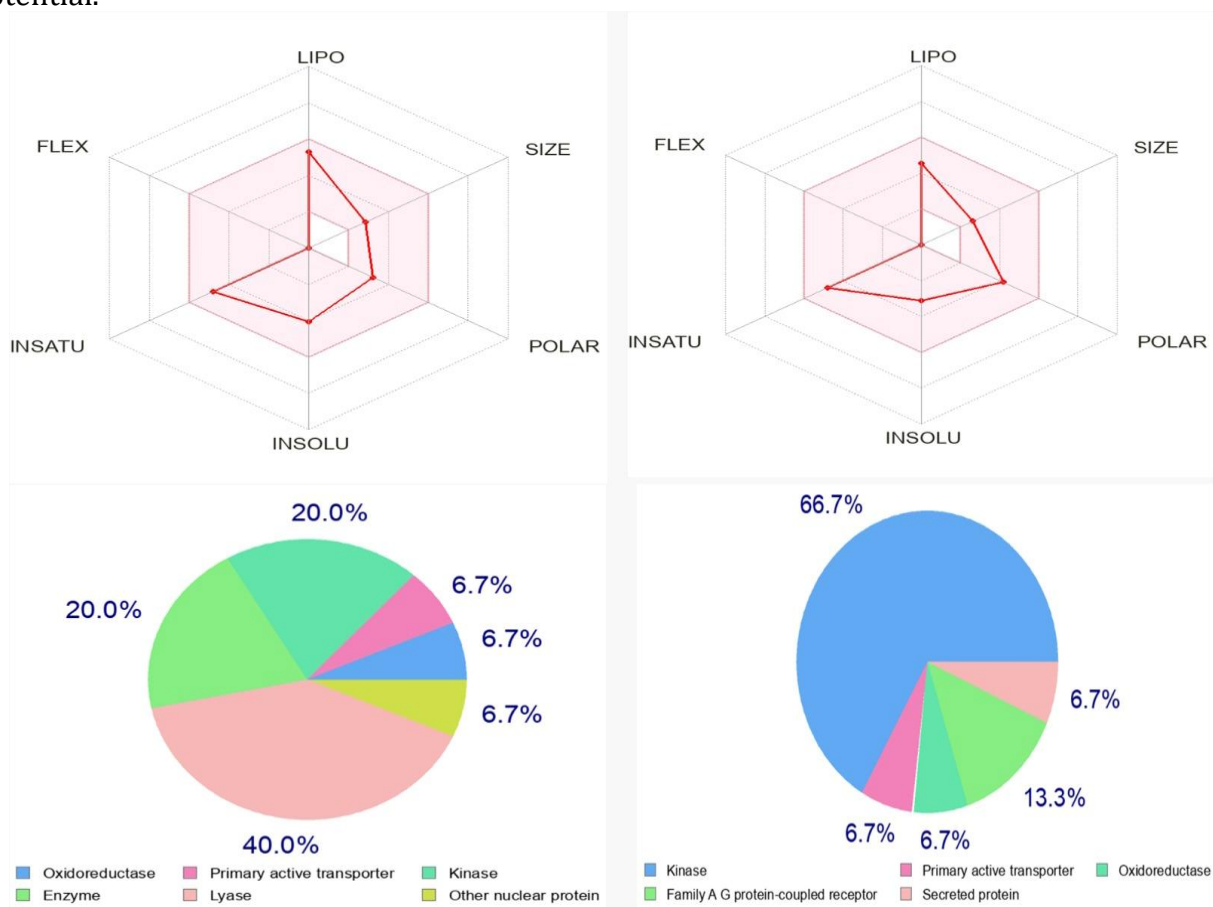 LIPO
LIPO
FLEX
SIZE
FLEX
SIZE
INSATU
POLAR
INSATU
POLAR
INSOLU
INSOLU
20.0%
6.7%
20.0%
6.7%
6.7%
40.0%
66.7%
6.7%
13.3%
6.7%
6.7%
Oxidoreductase
Primary active transporter
Kinase
Enzyme
Lyase
Other nuclear protein
Kinase
Primary active transporter
Oxidoreductase
Family A G protein-coupled receptor
Secreted protein